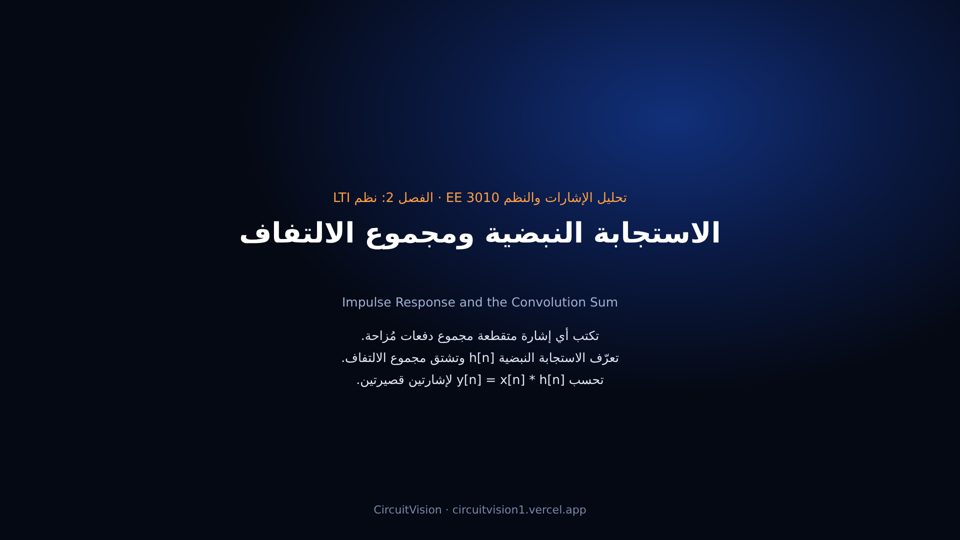 تحليل الإشارات والنظم EE 3010 · الفصل 2: نظم LTI
الاستجابة النبضية ومجموع الالتفاف
Impulse Response and the Convolution Sum
تكتب أي إشارة متقطعة مجموع دفعات مُزاحة.
تعرّف الاستجابة النبضية h[n] وتشتق مجموع الالتفاف.
تحسب y[n] = x[n] * h[n] لإشارتين قصيرتين.
CircuitVision · circuitvision1.vercel.app